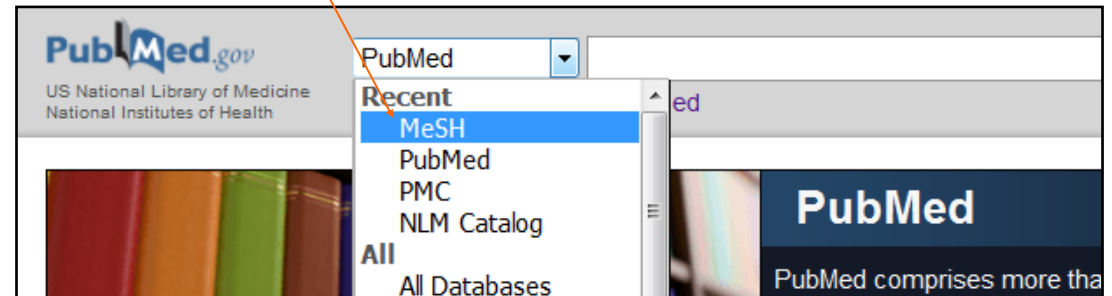 PubMed.gov
US National Library of Medicine
National Institutes of Health
PubMed
Recent
MeSH
PubMed
PMC
NLM Catalog
All
All Databases
ed
PubMed
PubMed comprises more tha